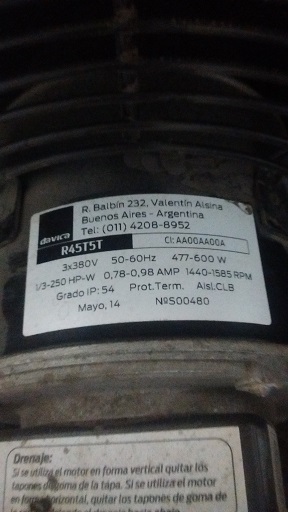 R. Balbín 232, Valentín Alsina
Buenos Aires - Argentina
Tel: (011) 4208-8952
davica
R45T5T
CI: AA00AA00A
3x380V 50-60Hz 477-600 W
1/3-250 HP-W 0,78-0,98 AMP 1440-1585 RPM
Grado IP: 54 Prot.Term. Aisl.CLB
Mayo, 14 NºS00480
Drenaje:
Si se utiliza el motor en forma vertical quitar los
tapones de goma de la tapa. Si se utiliza el motor
en forma horizontal, quitar los tapones de goma de